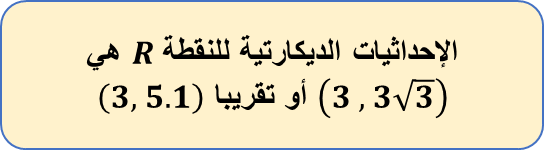 الإحداثيات الديكارتية للنقطة R هي
(3 , 3√3) أو تقريبا (3, 5.1)